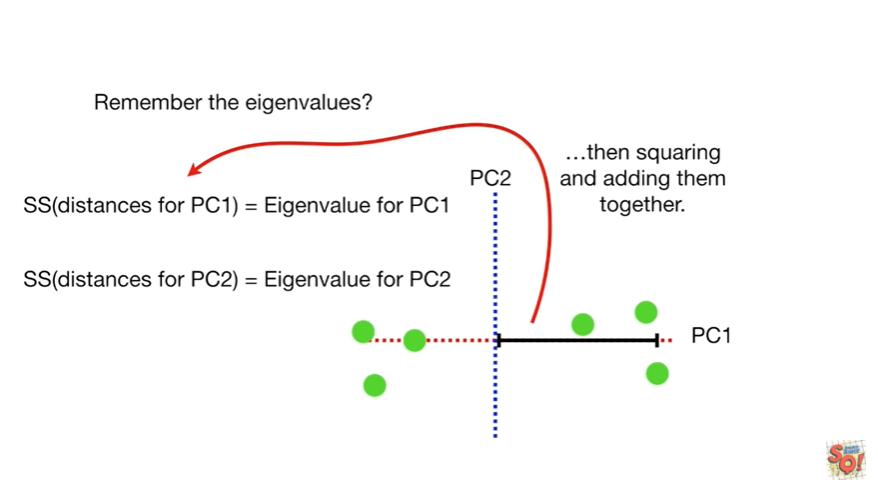 Remember the eigenvalues?
...then squaring
and adding them
together.
PC2
SS(distances for PC1) = Eigenvalue for PC1
SS(distances for PC2) = Eigenvalue for PC2
PC1
SQ!